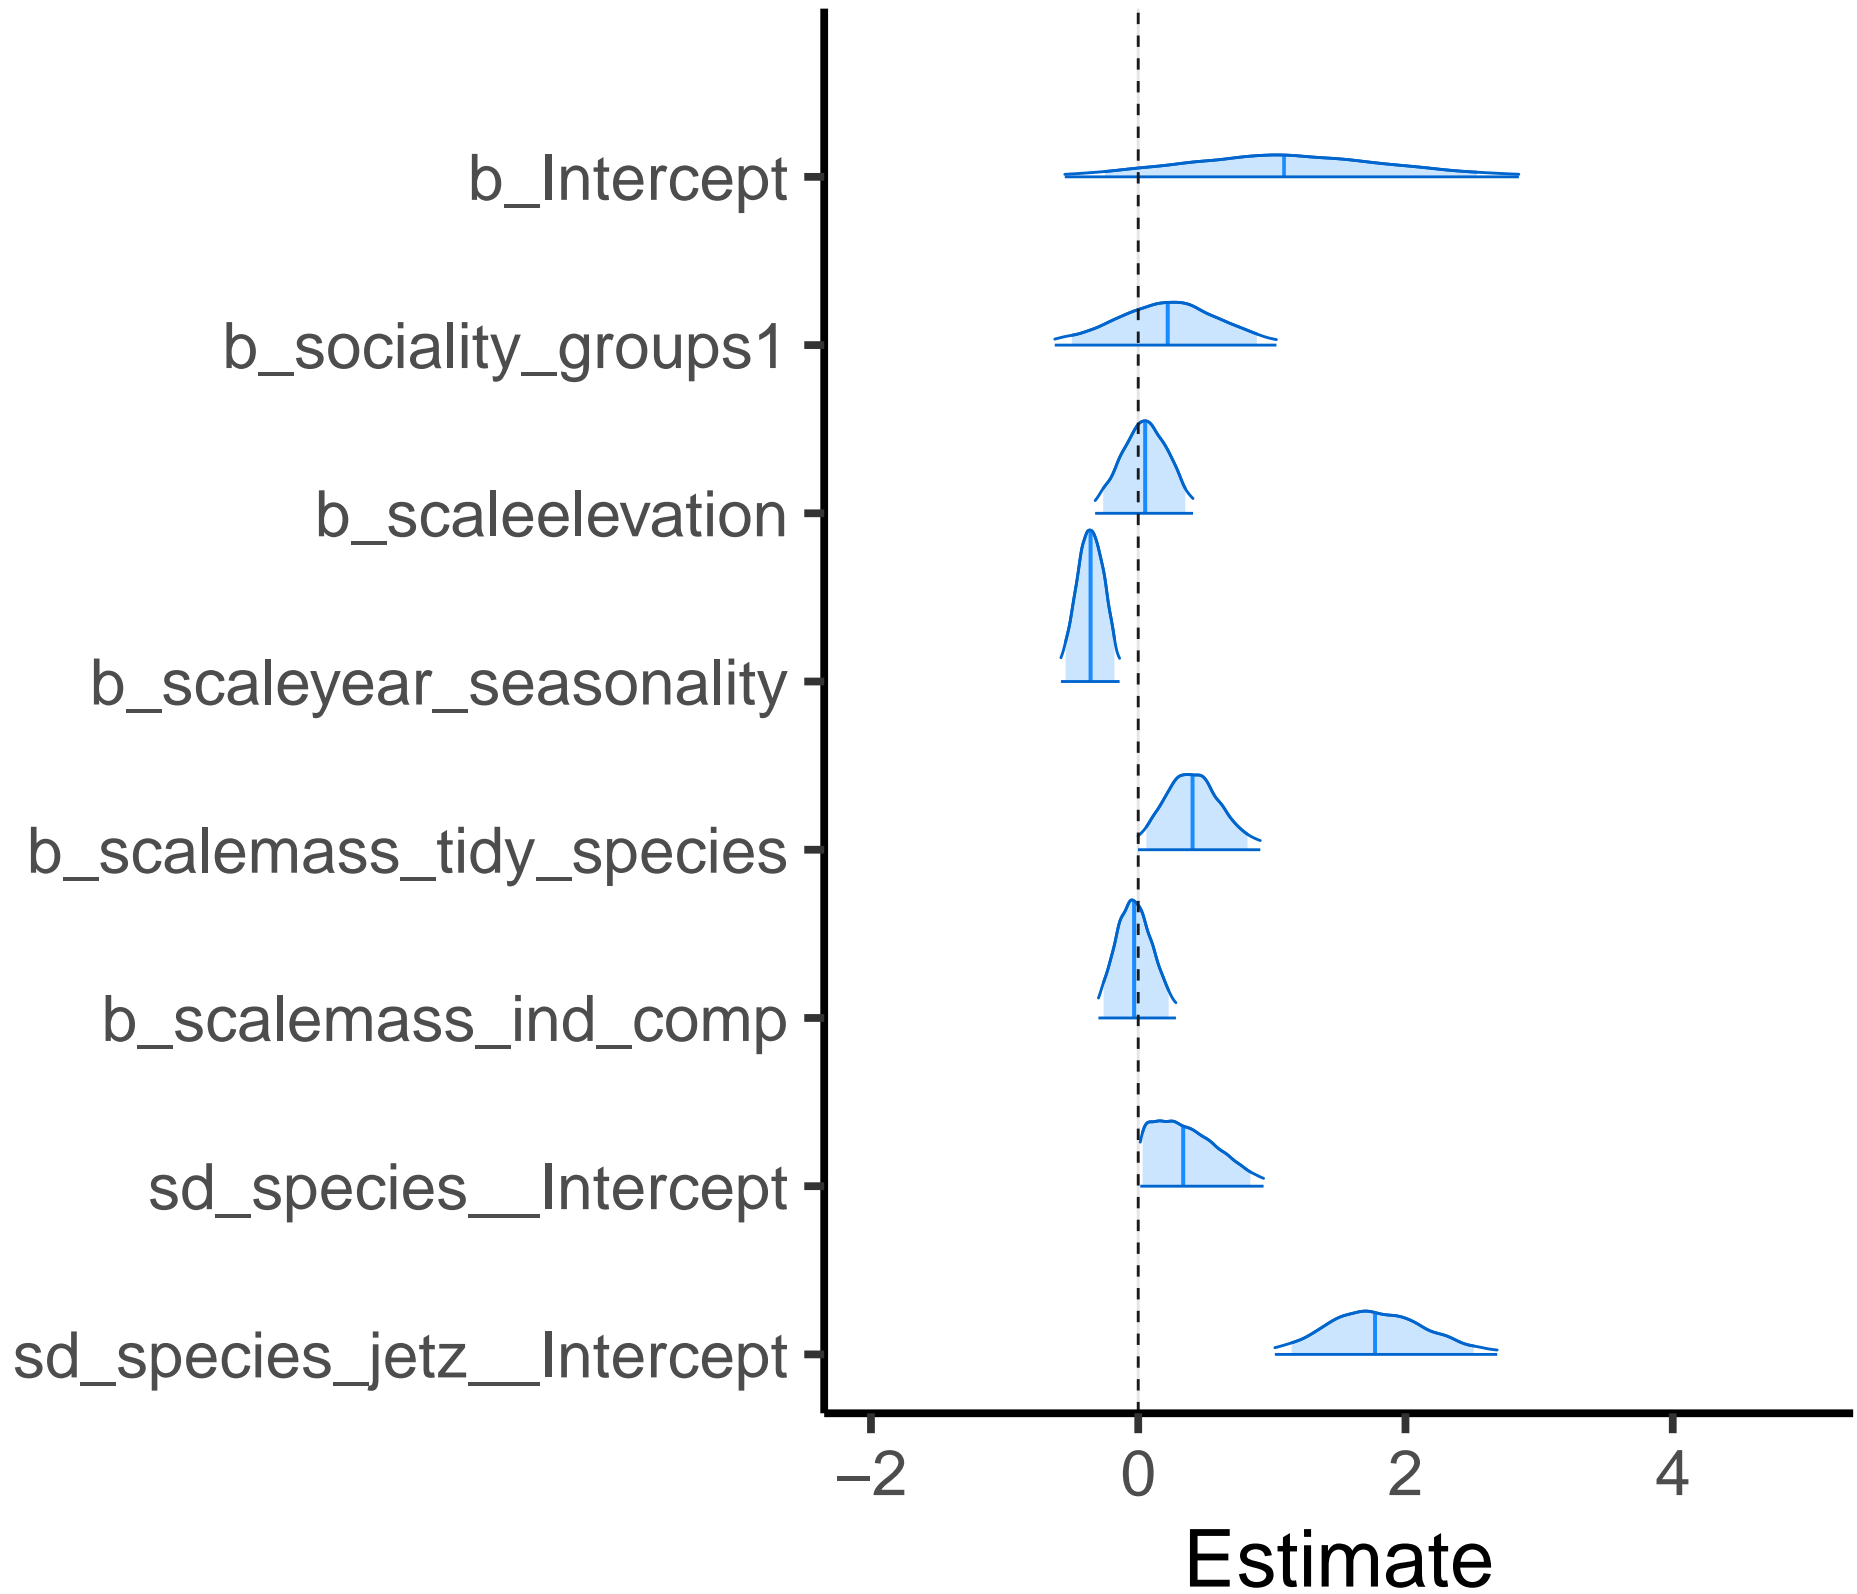 b_Intercept
b_sociality_groups1
b_scaleelevation
b_scaleyear_seasonality
b_scalemass_tidy_species
b_scalemass_ind_comp
sd_species__Intercept
sd_species_jetz__Intercept
−2 0 2 4
Estimate